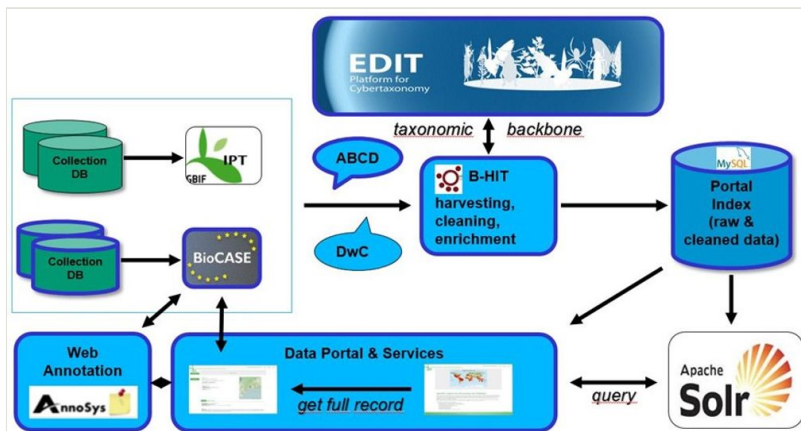 EDIT
Platform for
Cybertaxonomy
taxonomic
backbone
Collection
DB
GBIF
IPT
ABCD
B-HIT
harvesting,
cleaning,
enrichment
DwC
MySQL
Portal
Index
(raw &
cleaned data)
Collection
DB
BioCASE
Web
Annotation
AnnoSys
Data Portal & Services
get full record
query
Apache
Solr